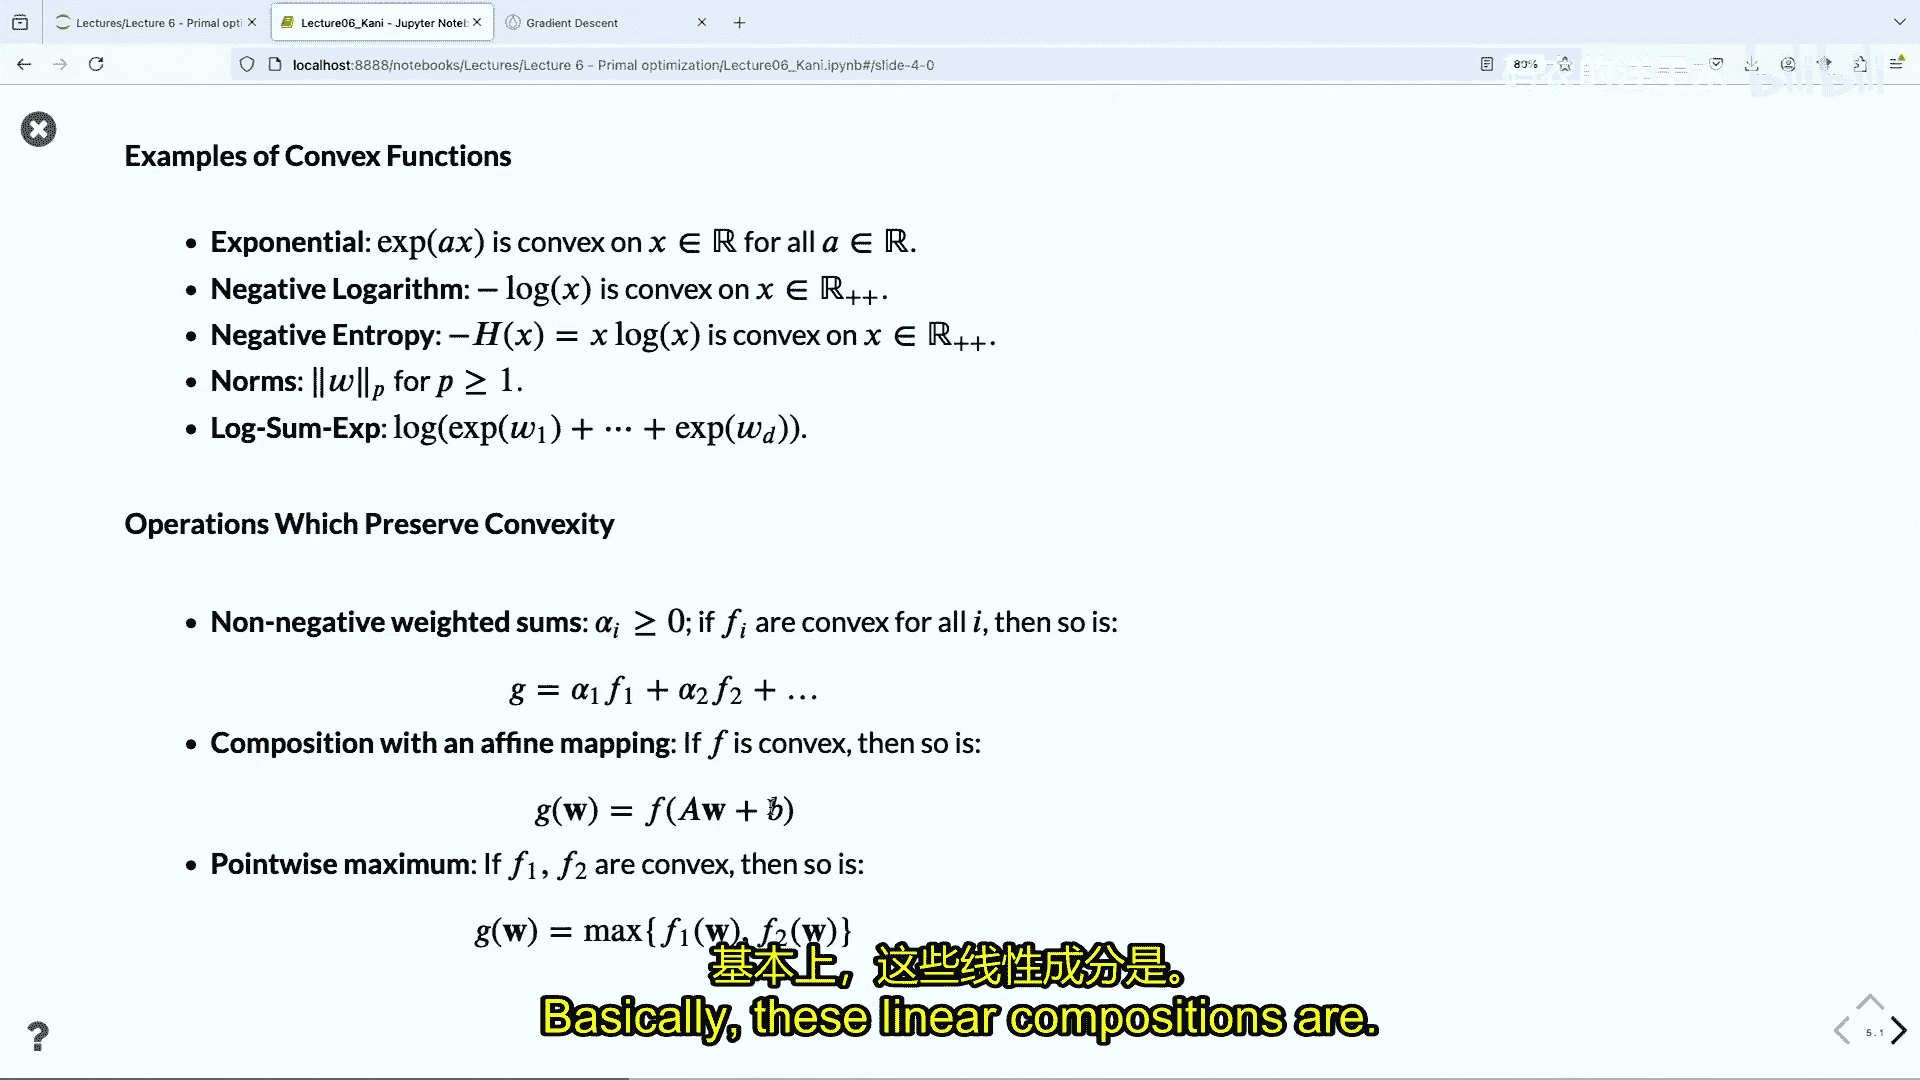 Lectures/Lecture 6 - Primal opti
Lecture06_Kani - Jupyter Note
Gradient Descent
localhost:8888/notebooks/Lectures/Lecture 6 - Primal optimization/Lecture06_Kani.ipynb#/slide-4-0
80%
Examples of Convex Functions
• Exponential: exp(ax) is convex on x ∈ ℝ for all a ∈ ℝ.
• Negative Logarithm: − log(x) is convex on x ∈ ℝ₊₊.
• Negative Entropy: −H(x) = x log(x) is convex on x ∈ ℝ₊₊.
• Norms: ‖w‖ₚ for p ≥ 1.
• Log-Sum-Exp: log(exp(w₁) + ⋯ + exp(w_d)).
Operations Which Preserve Convexity
• Non-negative weighted sums: αᵢ ≥ 0; if fᵢ are convex for all i, then so is:
g = α₁f₁ + α₂f₂ + …
• Composition with an affine mapping: If f is convex, then so is:
g(w) = f(Aw + b)
• Pointwise maximum: If f₁, f₂ are convex, then so is:
g(w) = max{f₁(w), f₂(w)}
基本上，这些线性成分是。
Basically, these linear compositions are.
?
5.1